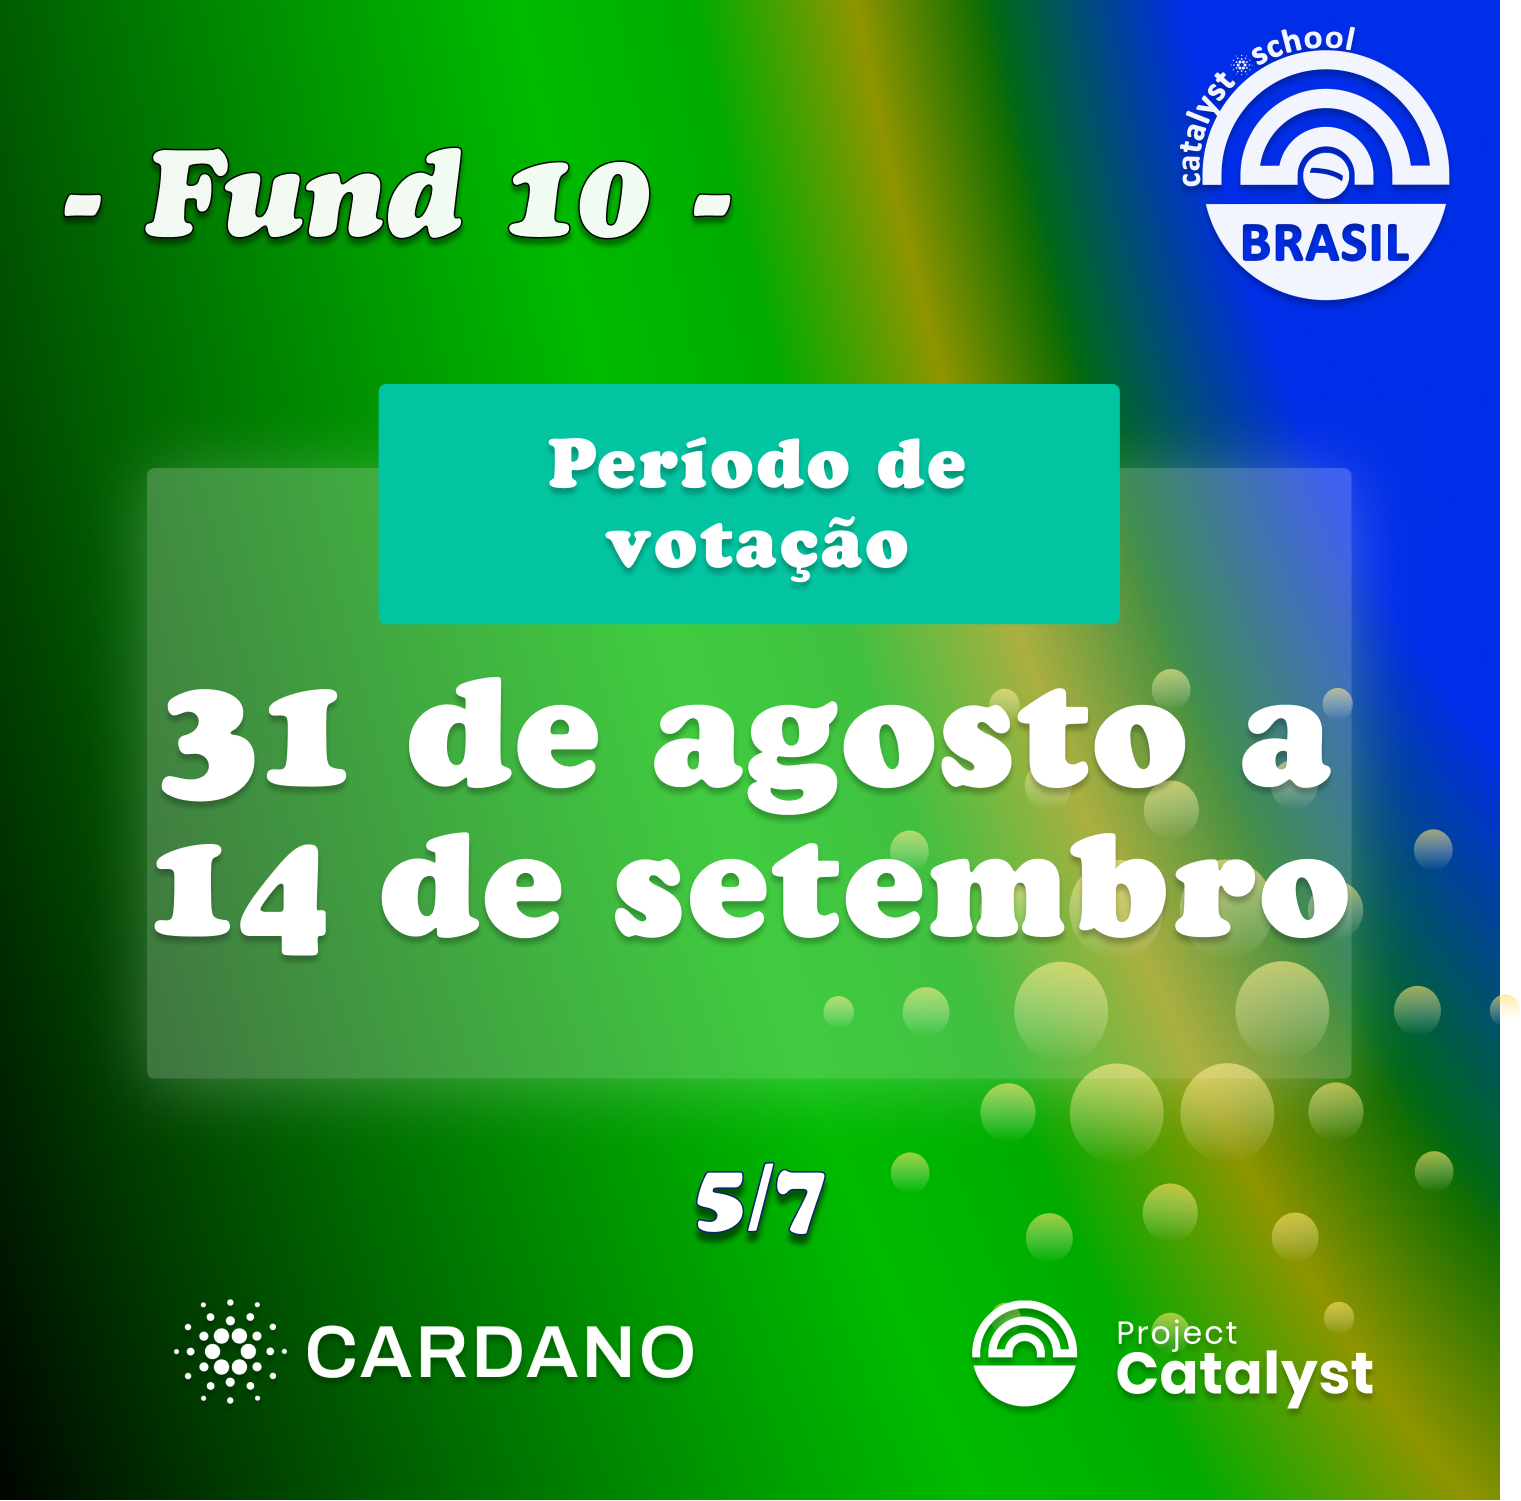 catalyst school
- Fund 10 -
BRASIL
Período de
votação
31 de agosto a
14 de setembro
5/7
CARDANO
Project
Catalyst